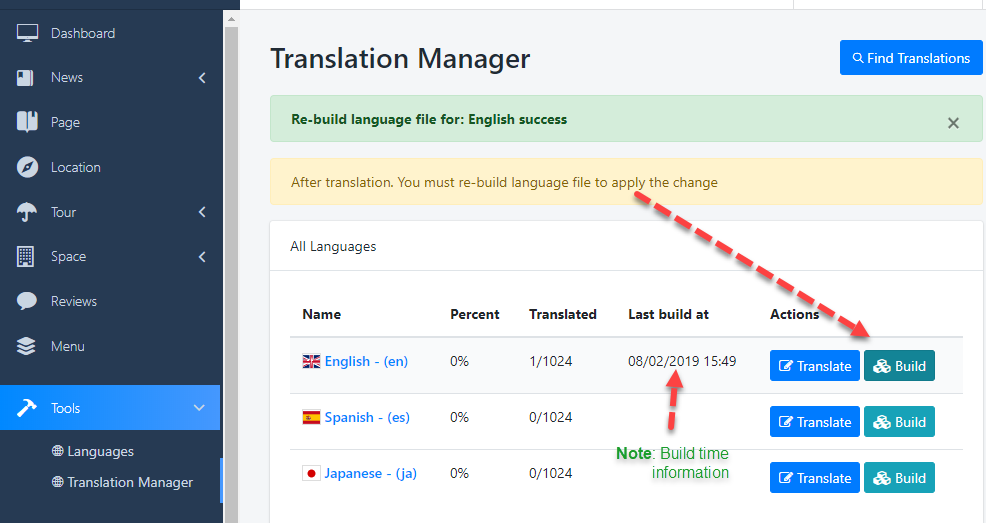 Dashboard
News
Page
Location
Tour
Space
Reviews
Menu
Tools
Languages
Translation Manager
Translation Manager
Find Translations
Re-build language file for: English success
×
After translation. You must re-build language file to apply the change
All Languages
Name Percent Translated Last build at Actions
English - (en) 0% 1/1024 08/02/2019 15:49 Translate Build
Spanish - (es) 0% 0/1024 Translate Build
Note: Build time
information
Japanese - (ja) 0% 0/1024 Translate Build